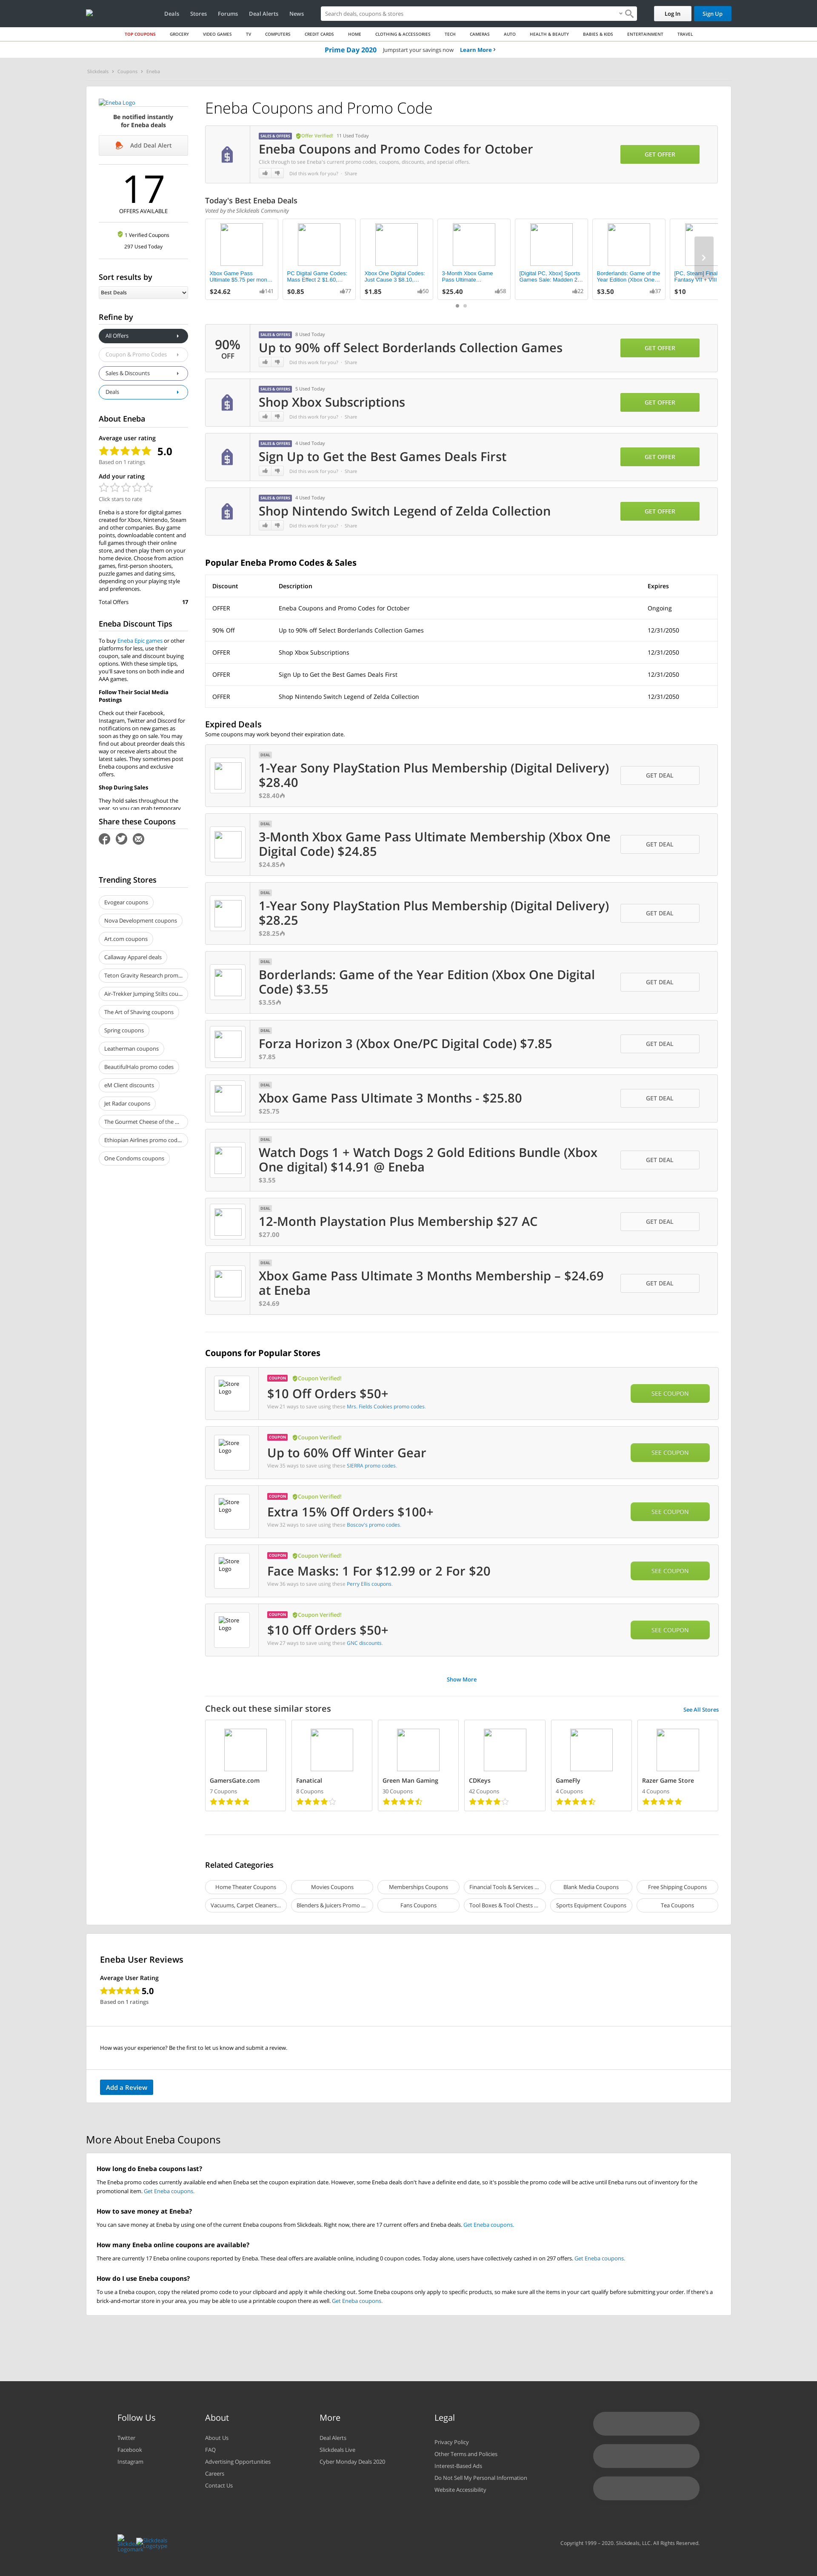 Deals
Stores
Forums
Deal Alerts
News
Search deals, coupons & stores
Log In
Sign Up
TOP COUPONS
GROCERY
VIDEO GAMES
TV
COMPUTERS
CREDIT CARDS
HOME
CLOTHING & ACCESSORIES
TECH
CAMERAS
AUTO
HEALTH & BEAUTY
BABIES & KIDS
ENTERTAINMENT
TRAVEL
Prime Day 2020 Jumpstart your savings now Learn More
Slickdeals Coupons Eneba
Eneba Logo
Be notified instantly
for Eneba deals
Add Deal Alert
17
OFFERS AVAILABLE
1 Verified Coupons
297 Used Today
Sort results by
Best Deals
Refine by
All Offers
Coupon & Promo Codes
Sales & Discounts
Deals
About Eneba
Average user rating
5.0
Based on 1 ratings
Add your rating
Click stars to rate
Eneba is a store for digital games
created for Xbox, Nintendo, Steam
and other companies. Buy game
points, downloadable content and
full games through their online
store, and then play them on your
home device. Choose from action
games, first-person shooters,
puzzle games and dating sims,
depending on your playing style
and preferences.
Total Offers 17
Eneba Discount Tips
To buy Eneba Epic games or other
platforms for less, use their
coupon, sale and discount buying
options. With these simple tips,
you'll save tons on both indie and
AAA games.
Follow Their Social Media
Postings
Check out their Facebook,
Instagram, Twitter and Discord for
notifications on new games as
soon as they go on sale. You may
find out about preorder deals this
way or receive alerts about the
latest sales. They sometimes post
Eneba coupons and exclusive
offers.
Shop During Sales
They hold sales throughout the
year, so you can grab temporary
Share these Coupons
Trending Stores
Evogear coupons
Nova Development coupons
Art.com coupons
Callaway Apparel deals
Teton Gravity Research prom...
Air-Trekker Jumping Stilts cou...
The Art of Shaving coupons
Spring coupons
Leatherman coupons
BeautifulHalo promo codes
eM Client discounts
Jet Radar coupons
The Gourmet Cheese of the ...
Ethiopian Airlines promo cod...
One Condoms coupons
Eneba Coupons and Promo Code
SALES & OFFERS Offer Verified! 11 Used Today
Eneba Coupons and Promo Codes for October
Click through to see Eneba's current promo codes, coupons, discounts, and special offers.
Did this work for you? · Share
GET OFFER
Today's Best Eneba Deals
Voted by the Slickdeals Community
Xbox Game Pass
Ultimate $5.75 per mon...
$24.62 141
PC Digital Game Codes:
Mass Effect 2 $1.60,...
$0.85 77
Xbox One Digital Codes:
Just Cause 3 $8.10,...
$1.85 50
3-Month Xbox Game
Pass Ultimate...
$25.40 58
[Digital PC, Xbox] Sports
Games Sale: Madden 2...
22
Borderlands: Game of the
Year Edition (Xbox One...
$3.50 37
[PC, Steam] Final
Fantasy VII + VIII
$10
90%
OFF
SALES & OFFERS 8 Used Today
Up to 90% off Select Borderlands Collection Games
Did this work for you? · Share
GET OFFER
SALES & OFFERS 5 Used Today
Shop Xbox Subscriptions
Did this work for you? · Share
GET OFFER
SALES & OFFERS 4 Used Today
Sign Up to Get the Best Games Deals First
Did this work for you? · Share
GET OFFER
SALES & OFFERS 4 Used Today
Shop Nintendo Switch Legend of Zelda Collection
Did this work for you? · Share
GET OFFER
Popular Eneba Promo Codes & Sales
Discount Description Expires
OFFER Eneba Coupons and Promo Codes for October Ongoing
90% Off Up to 90% off Select Borderlands Collection Games 12/31/2050
OFFER Shop Xbox Subscriptions 12/31/2050
OFFER Sign Up to Get the Best Games Deals First 12/31/2050
OFFER Shop Nintendo Switch Legend of Zelda Collection 12/31/2050
Expired Deals
Some coupons may work beyond their expiration date.
DEAL
1-Year Sony PlayStation Plus Membership (Digital Delivery)
$28.40
$28.40
GET DEAL
DEAL
3-Month Xbox Game Pass Ultimate Membership (Xbox One
Digital Code) $24.85
$24.85
GET DEAL
DEAL
1-Year Sony PlayStation Plus Membership (Digital Delivery)
$28.25
$28.25
GET DEAL
DEAL
Borderlands: Game of the Year Edition (Xbox One Digital
Code) $3.55
$3.55
GET DEAL
DEAL
Forza Horizon 3 (Xbox One/PC Digital Code) $7.85
$7.85
GET DEAL
DEAL
Xbox Game Pass Ultimate 3 Months - $25.80
$25.75
GET DEAL
DEAL
Watch Dogs 1 + Watch Dogs 2 Gold Editions Bundle (Xbox
One digital) $14.91 @ Eneba
$3.55
GET DEAL
DEAL
12-Month Playstation Plus Membership $27 AC
$27.00
GET DEAL
DEAL
Xbox Game Pass Ultimate 3 Months Membership – $24.69
at Eneba
$24.69
GET DEAL
Coupons for Popular Stores
Store Logo
COUPON Coupon Verified!
$10 Off Orders $50+
View 21 ways to save using these Mrs. Fields Cookies promo codes.
SEE COUPON
Store Logo
COUPON Coupon Verified!
Up to 60% Off Winter Gear
View 35 ways to save using these SIERRA promo codes.
SEE COUPON
Store Logo
COUPON Coupon Verified!
Extra 15% Off Orders $100+
View 32 ways to save using these Boscov's promo codes.
SEE COUPON
Store Logo
COUPON Coupon Verified!
Face Masks: 1 For $12.99 or 2 For $20
View 36 ways to save using these Perry Ellis coupons.
SEE COUPON
Store Logo
COUPON Coupon Verified!
$10 Off Orders $50+
View 27 ways to save using these GNC discounts.
SEE COUPON
Show More
Check out these similar stores
See All Stores
GamersGate.com
7 Coupons
Fanatical
8 Coupons
Green Man Gaming
30 Coupons
CDKeys
42 Coupons
GameFly
4 Coupons
Razer Game Store
4 Coupons
Related Categories
Home Theater Coupons
Movies Coupons
Memberships Coupons
Financial Tools & Services ...
Blank Media Coupons
Free Shipping Coupons
Vacuums, Carpet Cleaners...
Blenders & Juicers Promo ...
Fans Coupons
Tool Boxes & Tool Chests ...
Sports Equipment Coupons
Tea Coupons
Eneba User Reviews
Average User Rating
5.0
Based on 1 ratings
How was your experience? Be the first to let us know and submit a review.
Add a Review
More About Eneba Coupons
How long do Eneba coupons last?
The Eneba promo codes currently available end when Eneba set the coupon expiration date. However, some Eneba deals don't have a definite end date, so it's possible the promo code will be active until Eneba runs out of inventory for the
promotional item. Get Eneba coupons.
How to save money at Eneba?
You can save money at Eneba by using one of the current Eneba coupons from Slickdeals. Right now, there are 17 current offers and Eneba deals. Get Eneba coupons.
How many Eneba online coupons are available?
There are currently 17 Eneba online coupons reported by Eneba. These deal offers are available online, including 0 coupon codes. Today alone, users have collectively cashed in on 297 offers. Get Eneba coupons.
How do I use Eneba coupons?
To use a Eneba coupon, copy the related promo code to your clipboard and apply it while checking out. Some Eneba coupons only apply to specific products, so make sure all the items in your cart qualify before submitting your order. If there's a
brick-and-mortar store in your area, you may be able to use a printable coupon there as well. Get Eneba coupons.
Follow Us
Twitter
Facebook
Instagram
About
About Us
FAQ
Advertising Opportunities
Careers
Contact Us
More
Deal Alerts
Slickdeals Live
Cyber Monday Deals 2020
Legal
Privacy Policy
Other Terms and Policies
Interest-Based Ads
Do Not Sell My Personal Information
Website Accessibility
Slickdeals Logomark
Slickdeals Logotype
Copyright 1999 – 2020. Slickdeals, LLC. All Rights Reserved.